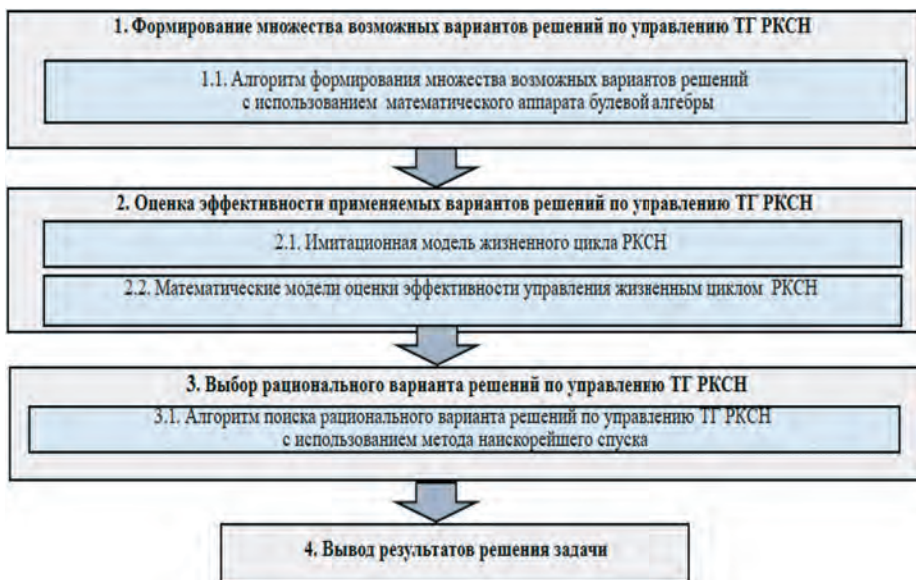 1. Формирование множества возможных вариантов решений по управлению ТГ РКСН
1.1. Алгоритм формирования множества возможных вариантов решений
с использованием математического аппарата булевой алгебры
2. Оценка эффективности применяемых вариантов решений по управлению ТГ РКСН
2.1. Имитационная модель жизненного цикла РКСН
2.2. Математические модели оценки эффективности управления жизненным циклом РКСН
3. Выбор рационального варианта решений по управлению ТГ РКСН
3.1. Алгоритм поиска рационального варианта решений по управлению ТГ РКСН
с использованием метода наискорейшего спуска
4. Вывод результатов решения задачи